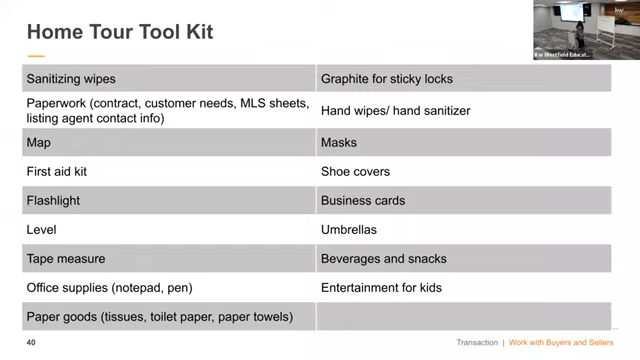 Home Tour Tool Kit
kw
Kw Westfield Educat...
Sanitizing wipes
Graphite for sticky locks
Paperwork (contract, customer needs, MLS sheets,
listing agent contact info)
Hand wipes/ hand sanitizer
Map
Masks
First aid kit
Shoe covers
Flashlight
Business cards
Level
Umbrellas
Tape measure
Beverages and snacks
Office supplies (notepad, pen)
Entertainment for kids
Paper goods (tissues, toilet paper, paper towels)
40
Transaction | Work with Buyers and Sellers